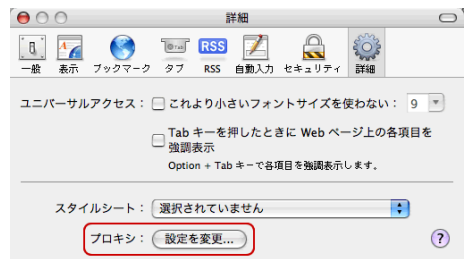 詳細
一般 表示 ブックマーク タブ RSS 自動入力 セキュリティ 詳細
ユニバーサルアクセス： これより小さいフォントサイズを使わない： 9
Tab キーを押したときに Web ページ上の各項目を
強調表示
Option + Tab キーで各項目を強調表示します。
スタイルシート： 選択されていません
プロキシ： 設定を変更... ?